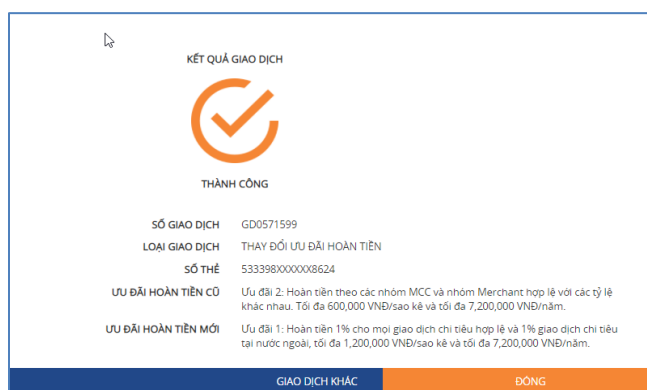 KẾT QUẢ GIAO DỊCH
THÀNH CÔNG
SỐ GIAO DỊCH GD0571599
LOẠI GIAO DỊCH THAY ĐỔI ƯU ĐÃI HOÀN TIỀN
SỐ THẺ 533398XXXXXX8624
ƯU ĐÃI HOÀN TIỀN CŨ Ưu đãi 2: Hoàn tiền theo các nhóm MCC và nhóm Merchant hợp lệ với các tỷ lệ
khác nhau. Tối đa 600,000 VNĐ/sao kê và tối đa 7,200,000 VNĐ/năm.
ƯU ĐÃI HOÀN TIỀN MỚI Ưu đãi 1: Hoàn tiền 1% cho mọi giao dịch chi tiêu hợp lệ và 1% giao dịch chi tiêu
tại nước ngoài, tối đa 1,200,000 VNĐ/sao kê và tối đa 7,200,000 VNĐ/năm.
GIAO DỊCH KHÁC ĐÓNG